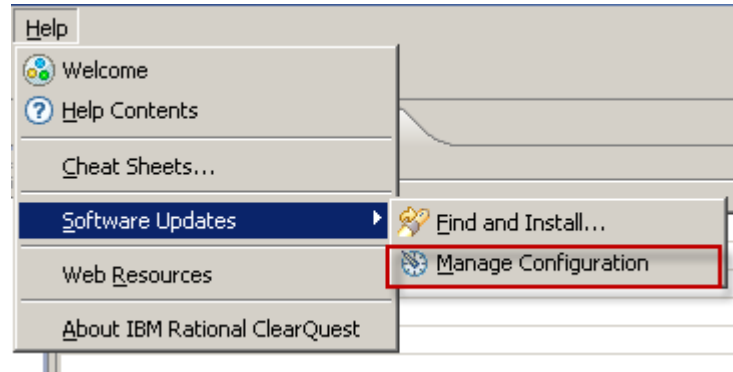 Help
Welcome
Help Contents
Cheat Sheets...
Software Updates
Find and Install...
Manage Configuration
Web Resources
About IBM Rational ClearQuest